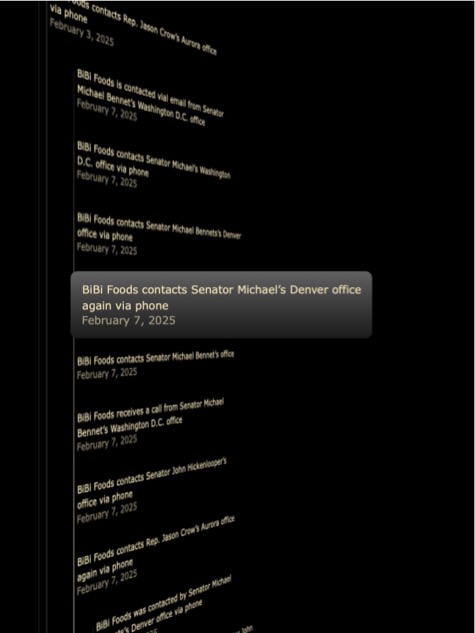 Foods contacts Rep. Jason Crow's Aurora office
via phone
February 3, 2025
BiBi Foods is contacted vial email from Senator
Michael Bennet's Washington D.C. office
February 7, 2025
BiBi Foods contacts Senator Michael's Washington
D.C. office via phone
February 7, 2025
BiBi Foods contacts Senator Michael Bennets's Denver
office via phone
February 7, 2025
BiBi Foods contacts Senator Michael's Denver office
again via phone
February 7, 2025
BiBi Foods contacts Senator Michael Bennet's office
February 7, 2025
BiBi Foods receives a call from Senator Michael
Bennet's Washington D.C. office
February 7, 2025
BiBi Foods contacts Senator John Hickenlooper's
office via phone
February 7, 2025
BiBi Foods contacts Rep. Jason Crow's Aurora office
again via phone
February 7, 2025
BiBi Foods was contacted by Senator Michael
Denver office via phone
John